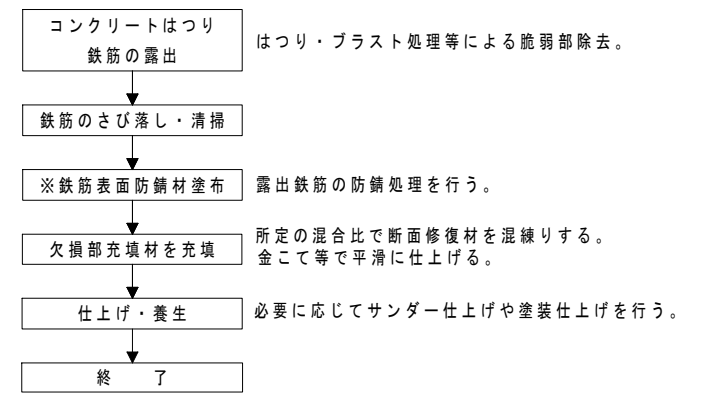 コンクリートはつり
鉄筋の露出
はつり・ブラスト処理等による脆弱部除去。
鉄筋のさび落し・清掃
※鉄筋表面防錆材塗布
露出鉄筋の防錆処理を行う。
欠損部充填材を充填
所定の混合比で断面修復材を混練りする。
金こて等で平滑に仕上げる。
仕上げ・養生
必要に応じてサンダー仕上げや塗装仕上げを行う。
終　　了